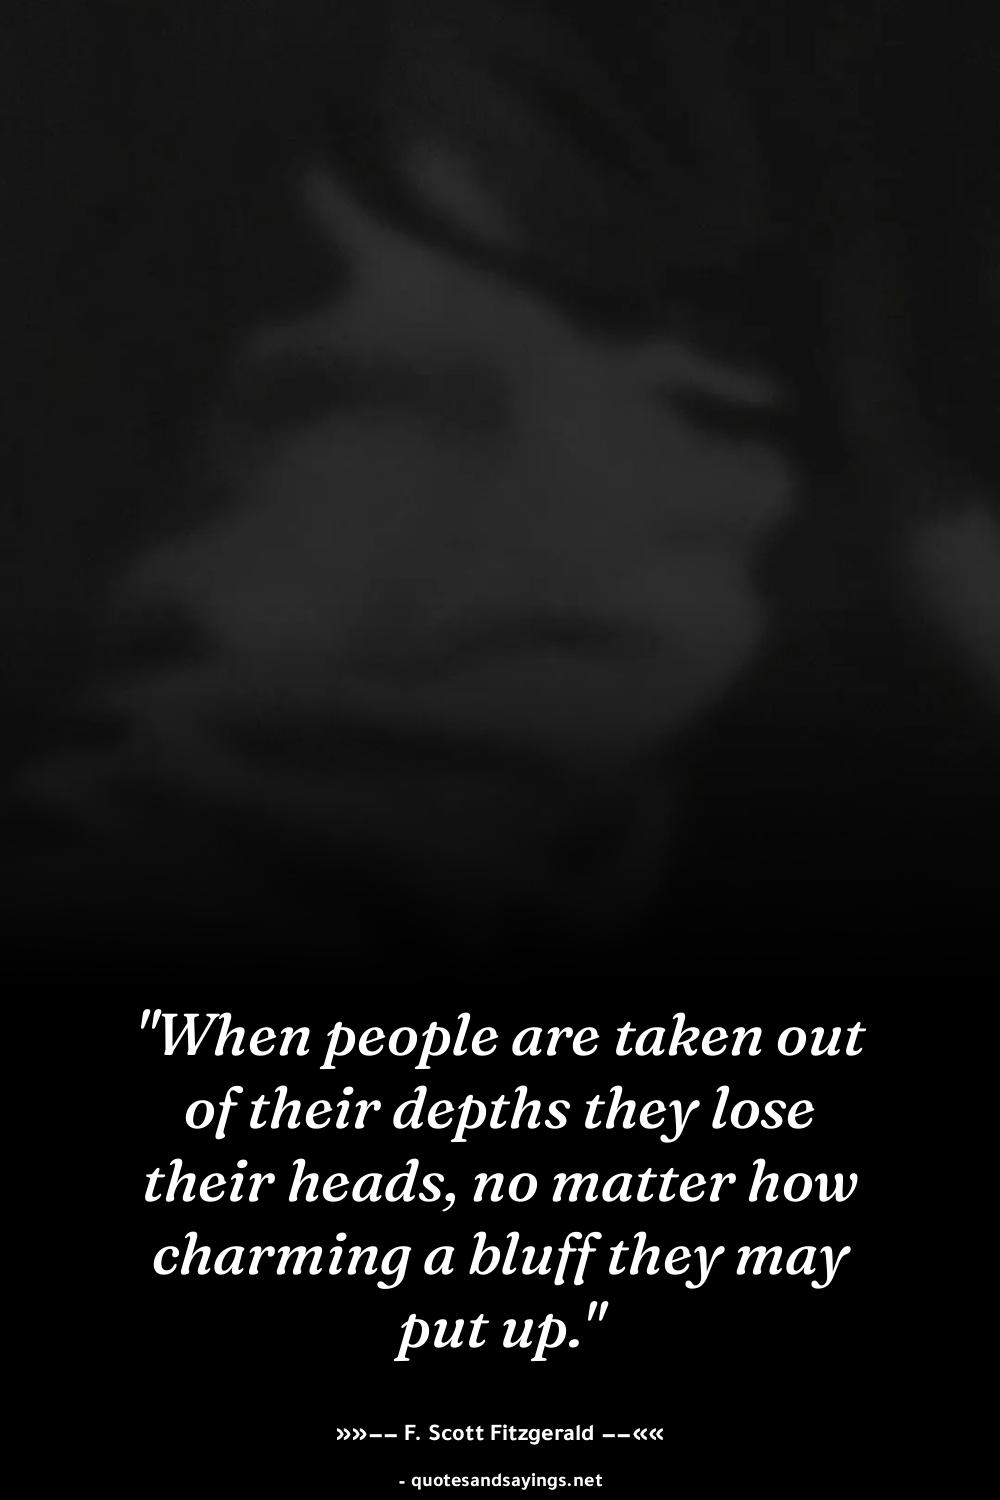 "When people are taken out
of their depths they lose
their heads, no matter how
charming a bluff they may
put up."
»»−− F. Scott Fitzgerald −−««
- quotesandsayings.net